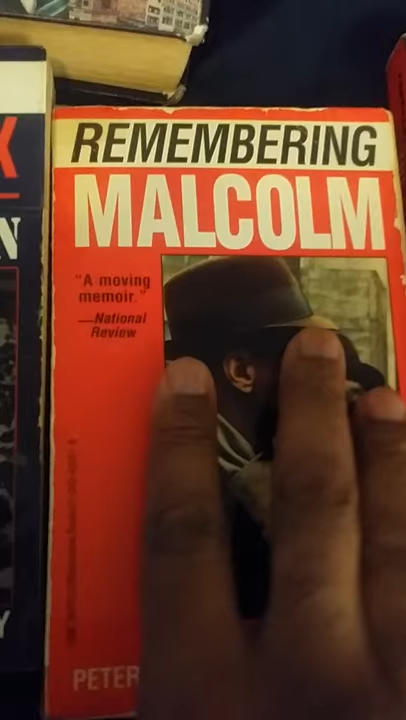 REMEMBERING
MALCOLM
"A moving
memoir."
—National
Review
PETER
X
N
Y